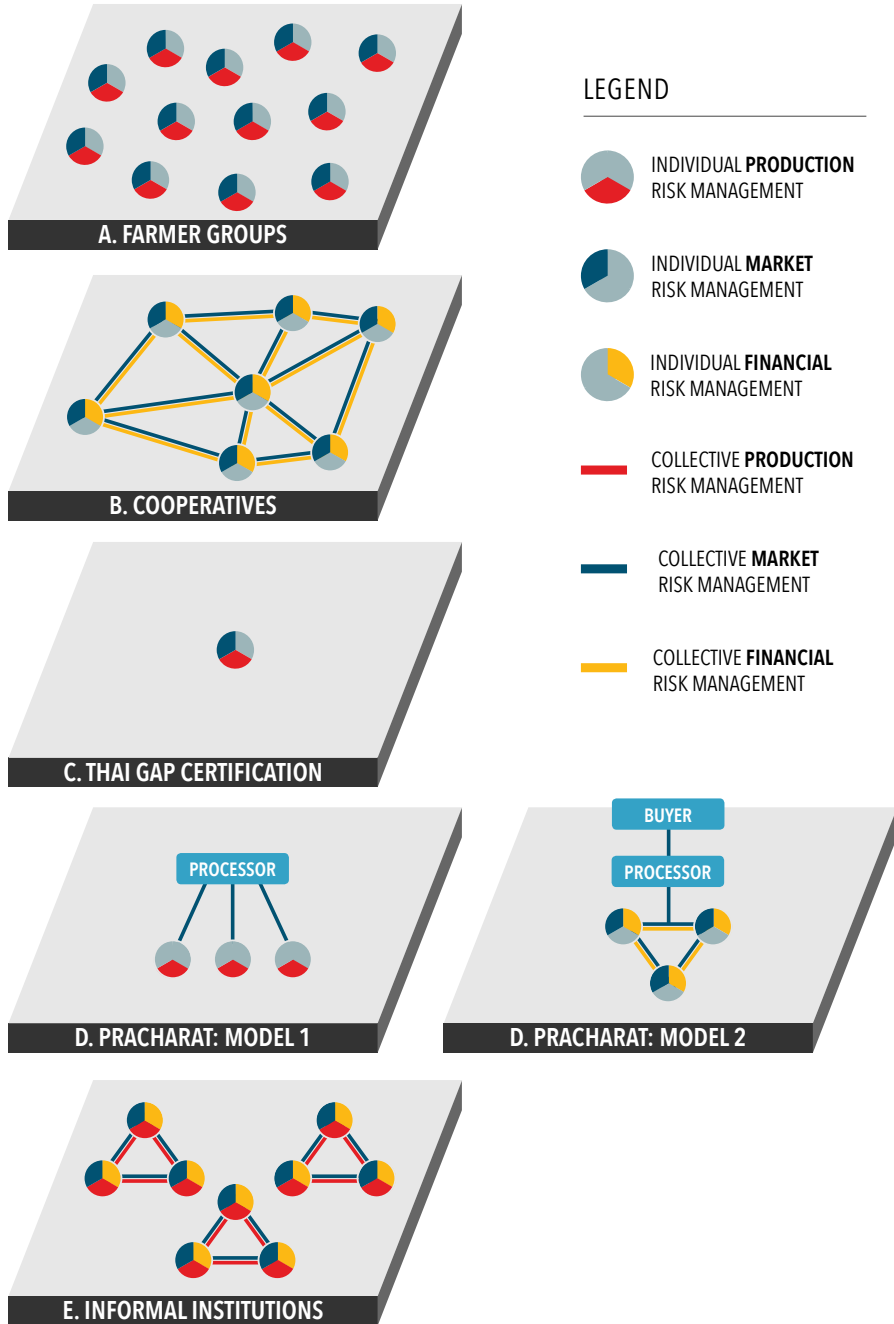 A. FARMER GROUPS
B. COOPERATIVES
C. THAI GAP CERTIFICATION
PROCESSOR
D. PRACHARAT: MODEL 1
BUYER
PROCESSOR
D. PRACHARAT: MODEL 2
E. INFORMAL INSTITUTIONS
LEGEND
INDIVIDUAL PRODUCTION
RISK MANAGEMENT
INDIVIDUAL MARKET
RISK MANAGEMENT
INDIVIDUAL FINANCIAL
RISK MANAGEMENT
COLLECTIVE PRODUCTION
RISK MANAGEMENT
COLLECTIVE MARKET
RISK MANAGEMENT
COLLECTIVE FINANCIAL
RISK MANAGEMENT